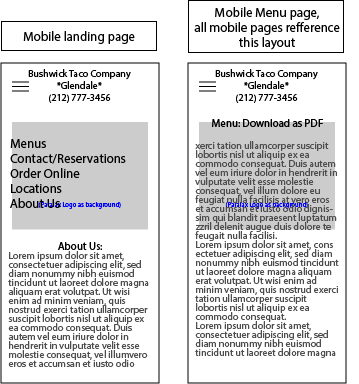 Mobile landing page
Bushwick Taco Company
*Glendale*
(212) 777-3456
Menus
Contact/Reservations
Order Online
Locations
About Us
(Parallax Logo as background)
About Us:
Lorem ipsum dolor sit amet,
consectetuer adipiscing elit, sed
diam nonummy nibh euismod
tincidunt ut laoreet dolore magna
aliquam erat volutpat. Ut wisi
enim ad minim veniam, quis
nostrud exerci tation ullamcorper
suscipit lobortis nisl ut aliquip ex
ea commodo consequat. Duis
autem vel eum iriure dolor in
hendrerit in vulputate velit esse
molestie consequat, vel illumvero
eros et accumsan et iusto odio
Mobile Menu page,
all mobile pages refference
this layout
Bushwick Taco Company
*Glendale*
(212) 777-3456
Menu: Download as PDF
xerci tation ullamcorper suscipit
lobortis nisl ut aliquip ex ea
commodo consequat. Duis autem
vel eum iriure dolor in hendrerit in
vulputate velit esse molestie
consequat, vel illum dolore eu
feugiat nulla facilisis at vero eros
et accumsan et iusto odio dignis-
sim qui blandit praesent luptatum
zzril delenit augue duis dolore te
feugait nulla facilisi.
(Parallax Logo as background)
Lorem ipsum dolor sit amet, cons
ectetuer adipiscing elit, sed diam
nonummy nibh euismod tincidunt
ut laoreet dolore magna aliquam
erat volutpat. Ut wisi enim ad
minim veniam, quis nostrud exerci
tation ullamcorper suscipit
lobortis nisl ut aliquip ex ea
commodo consequat.
Lorem ipsum dolor sit amet,
consectetuer adipiscing elit, sed
diam nonummy nibh euismod
tincidunt ut laoreet dolore magna